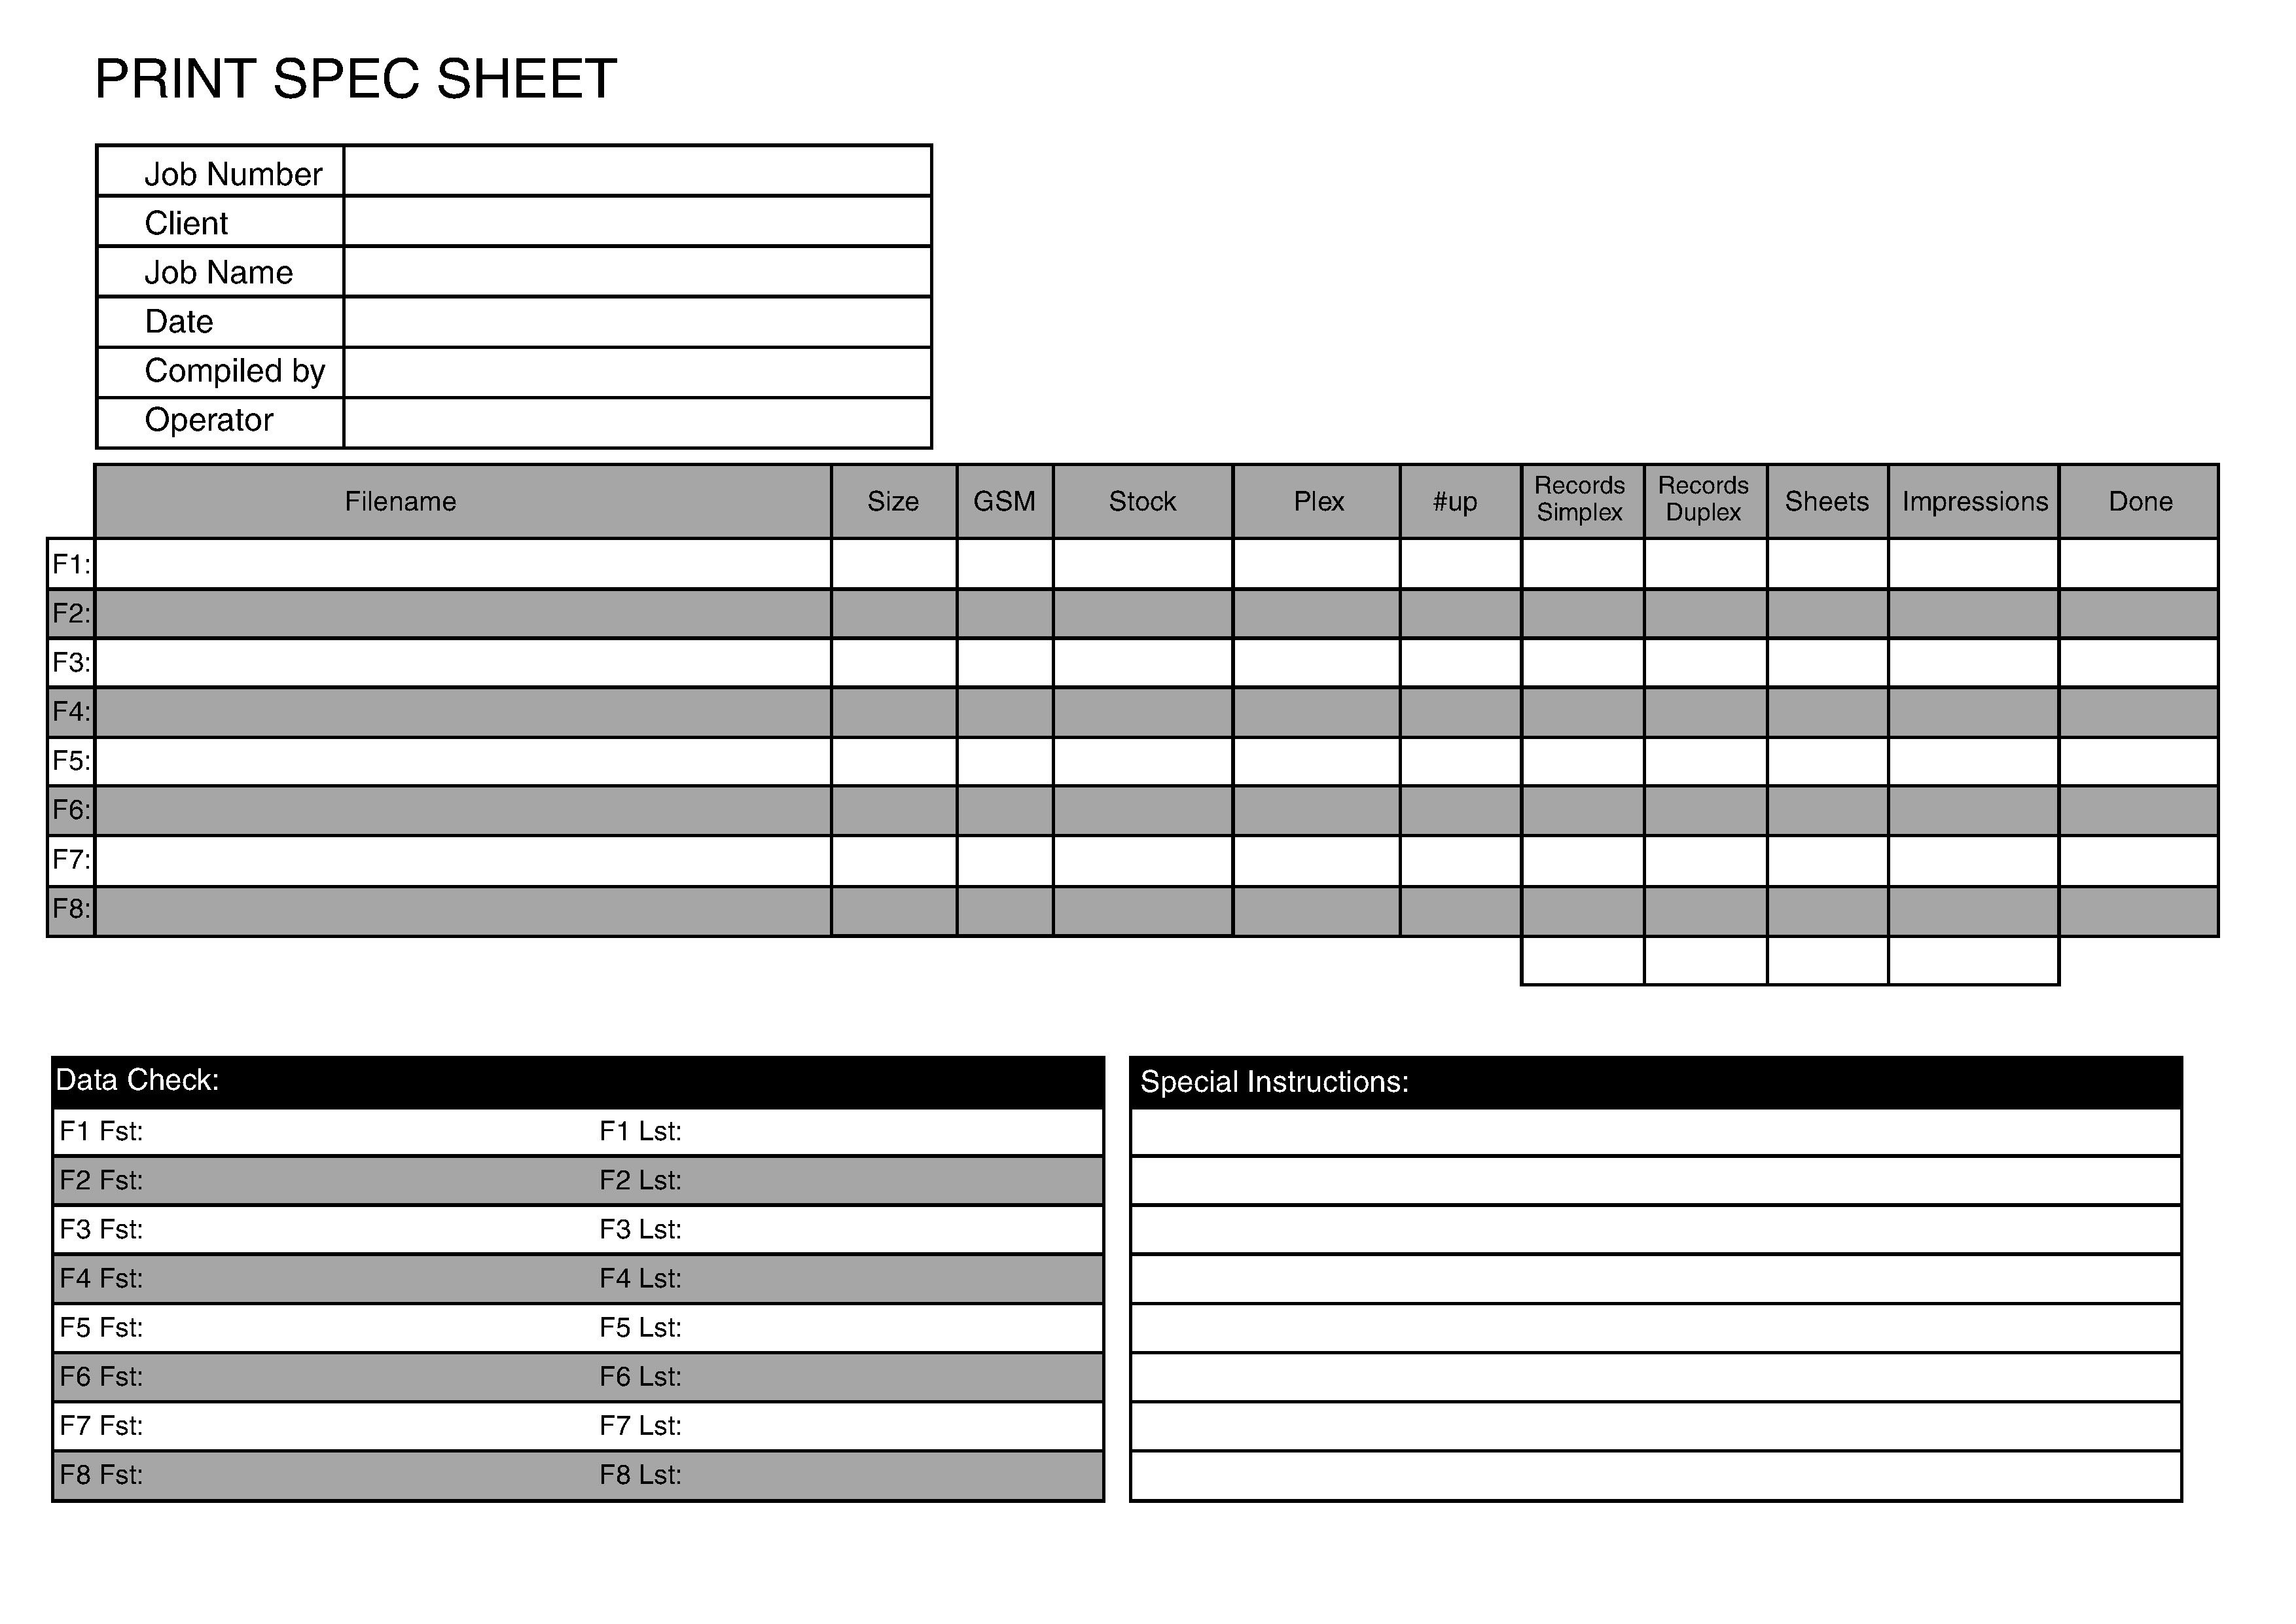 PRINT SPEC SHEET
Job Number
Client
Job Name
Date
Compiled by
Operator
Filename Size GSM Stock Plex #up Records Simplex Records Duplex Sheets Impressions Done
F1:
F2:
F3:
F4:
F5:
F6:
F7:
F8:
Data Check:
F1 Fst: F1 Lst:
F2 Fst: F2 Lst:
F3 Fst: F3 Lst:
F4 Fst: F4 Lst:
F5 Fst: F5 Lst:
F6 Fst: F6 Lst:
F7 Fst: F7 Lst:
F8 Fst: F8 Lst:
Special Instructions: